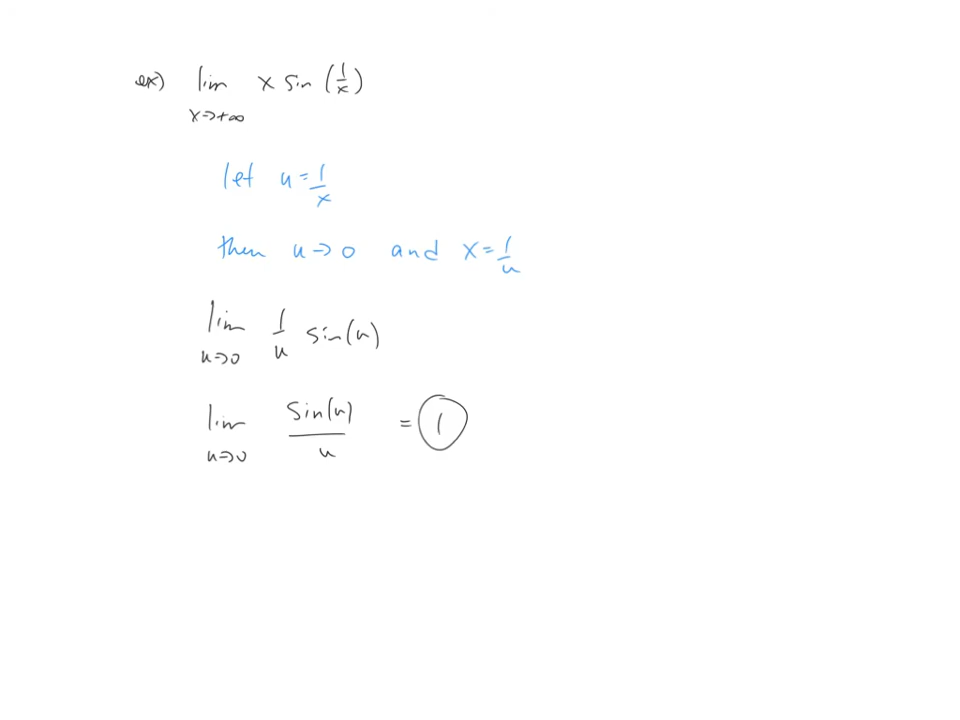 ex) lim x sin (1/x)
x→+∞
let u = 1/x
then u→0 and x = 1/u
lim 1/u sin(u)
u→0
lim sin(u)/u = 1
u→0